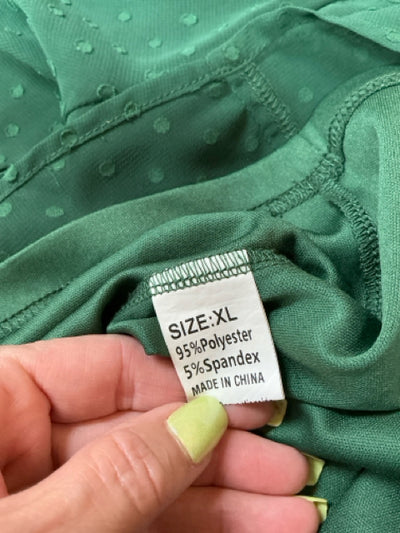 SIZE:XL
95%Polyester
5%Spandex
MADE IN CHINA